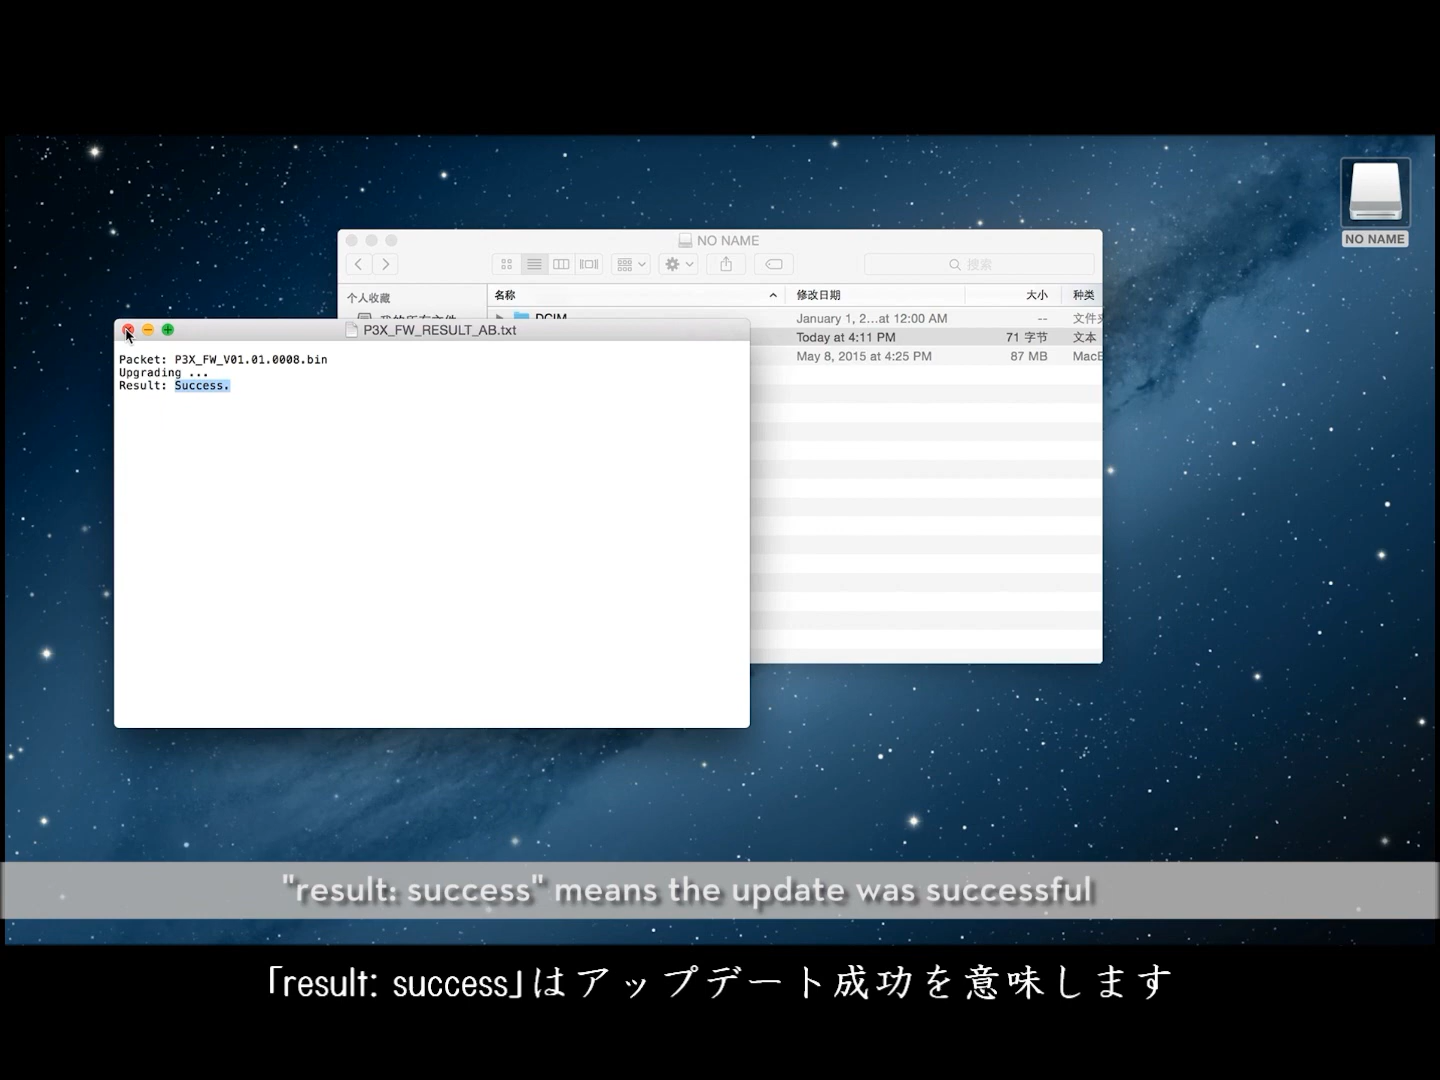 NO NAME
NO NAME
搜索
个人收藏
名称
修改日期
大小
种类
DCIM
January 1, 2...at 12:00 AM
--
P3X_FW_RESULT_AB.txt
Today at 4:11 PM
71 字节
文本
May 8, 2015 at 4:25 PM
87 MB
Packet: P3X_FW_V01.01.0008.bin
Upgrading ...
Result: Success.
"result: success" means the update was successful
「result: success」はアップデート成功を意味します